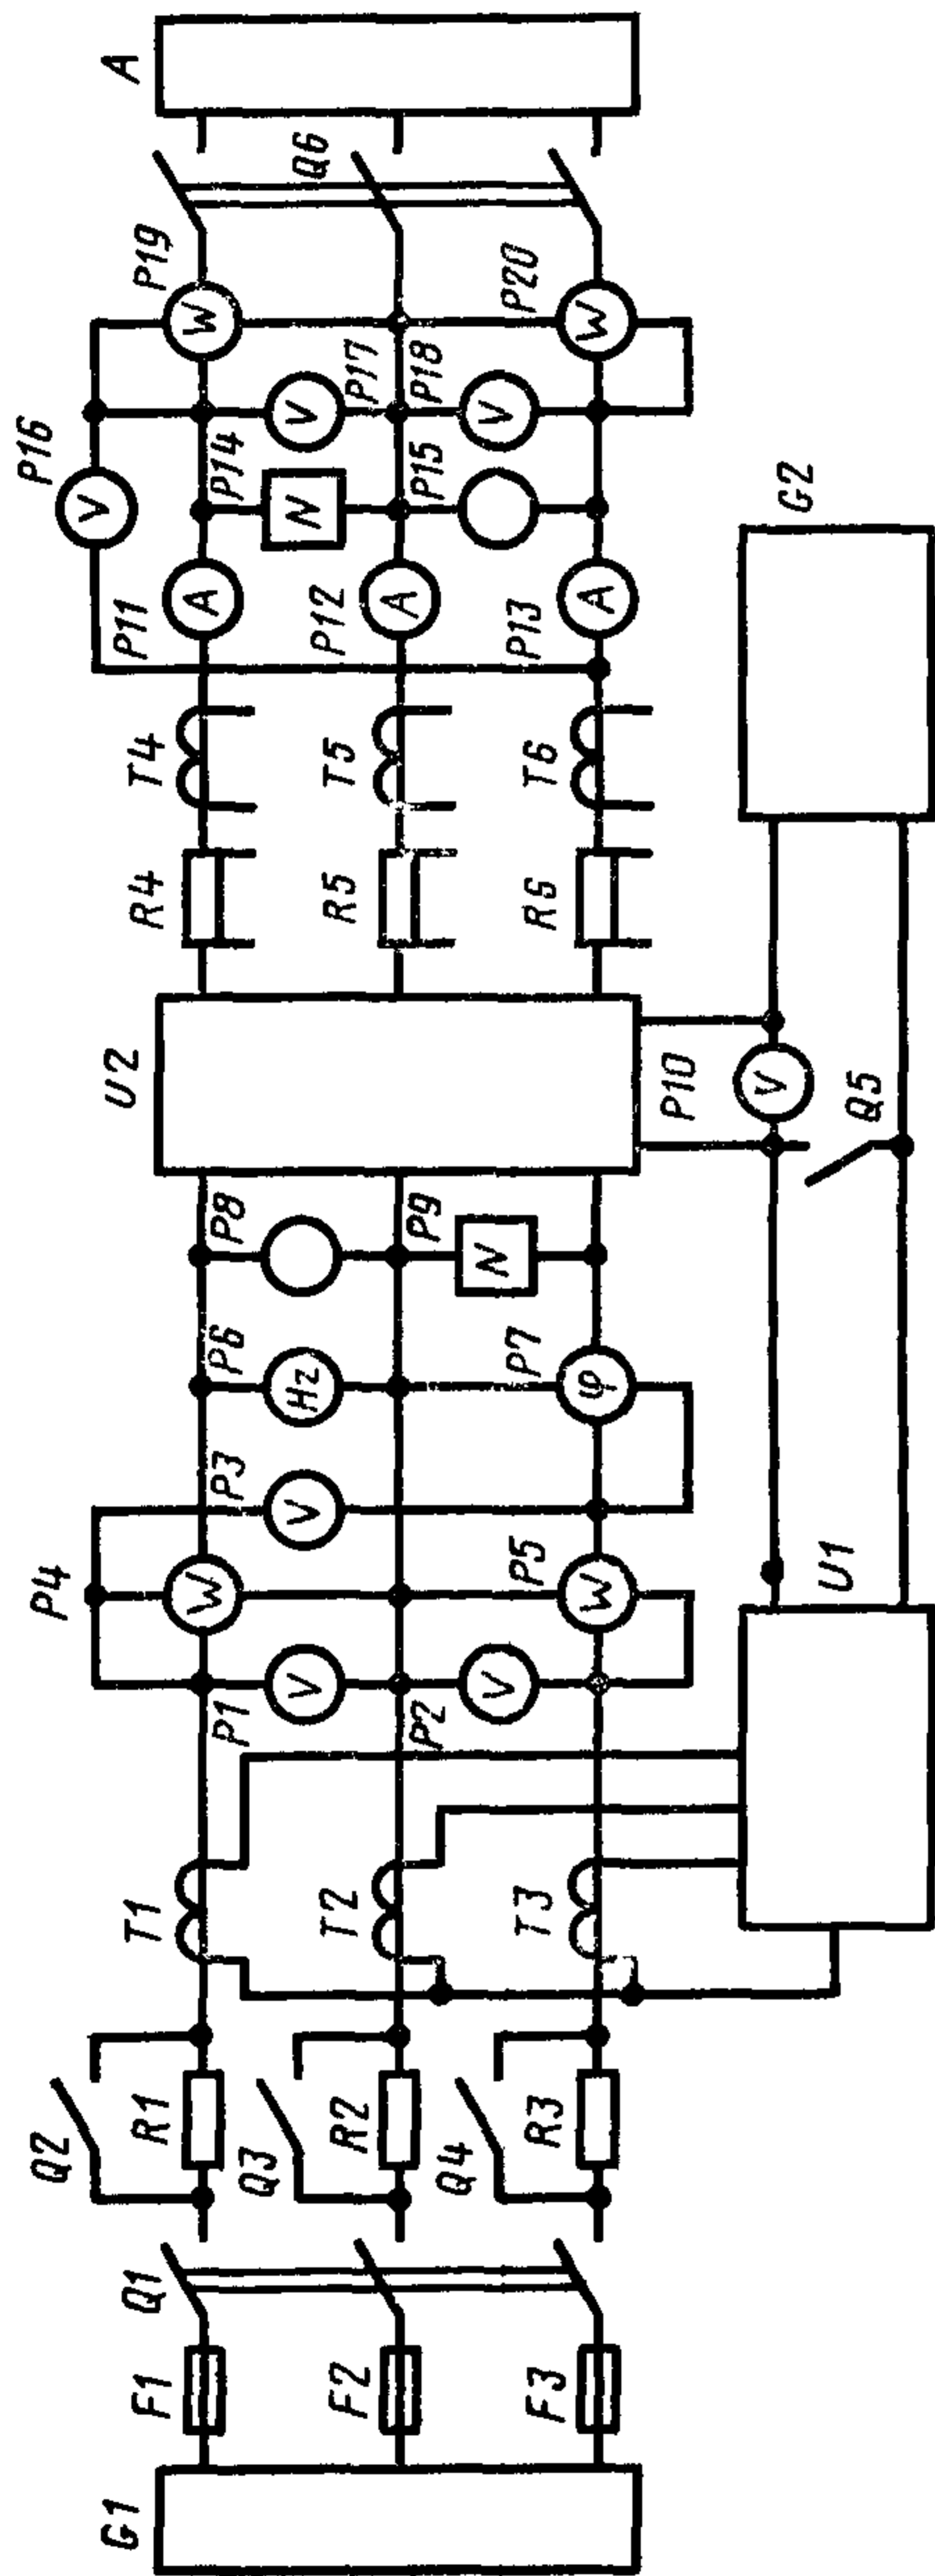 G1
F1
F2
F3
Q1
Q2
Q3
Q4
R1
R2
R3
T1
T2
T3
U1
P1
V
P2
V
P4
W
P5
W
P3
V
P6
Hz
P7
φ
P8
P9
N
U2
P10
V
Q5
G2
R4
R5
R6
T4
T5
T6
P11
A
P12
A
P13
A
P16
V
P14
N
P15
P17
V
P18
V
P19
W
P20
W
Q6
A